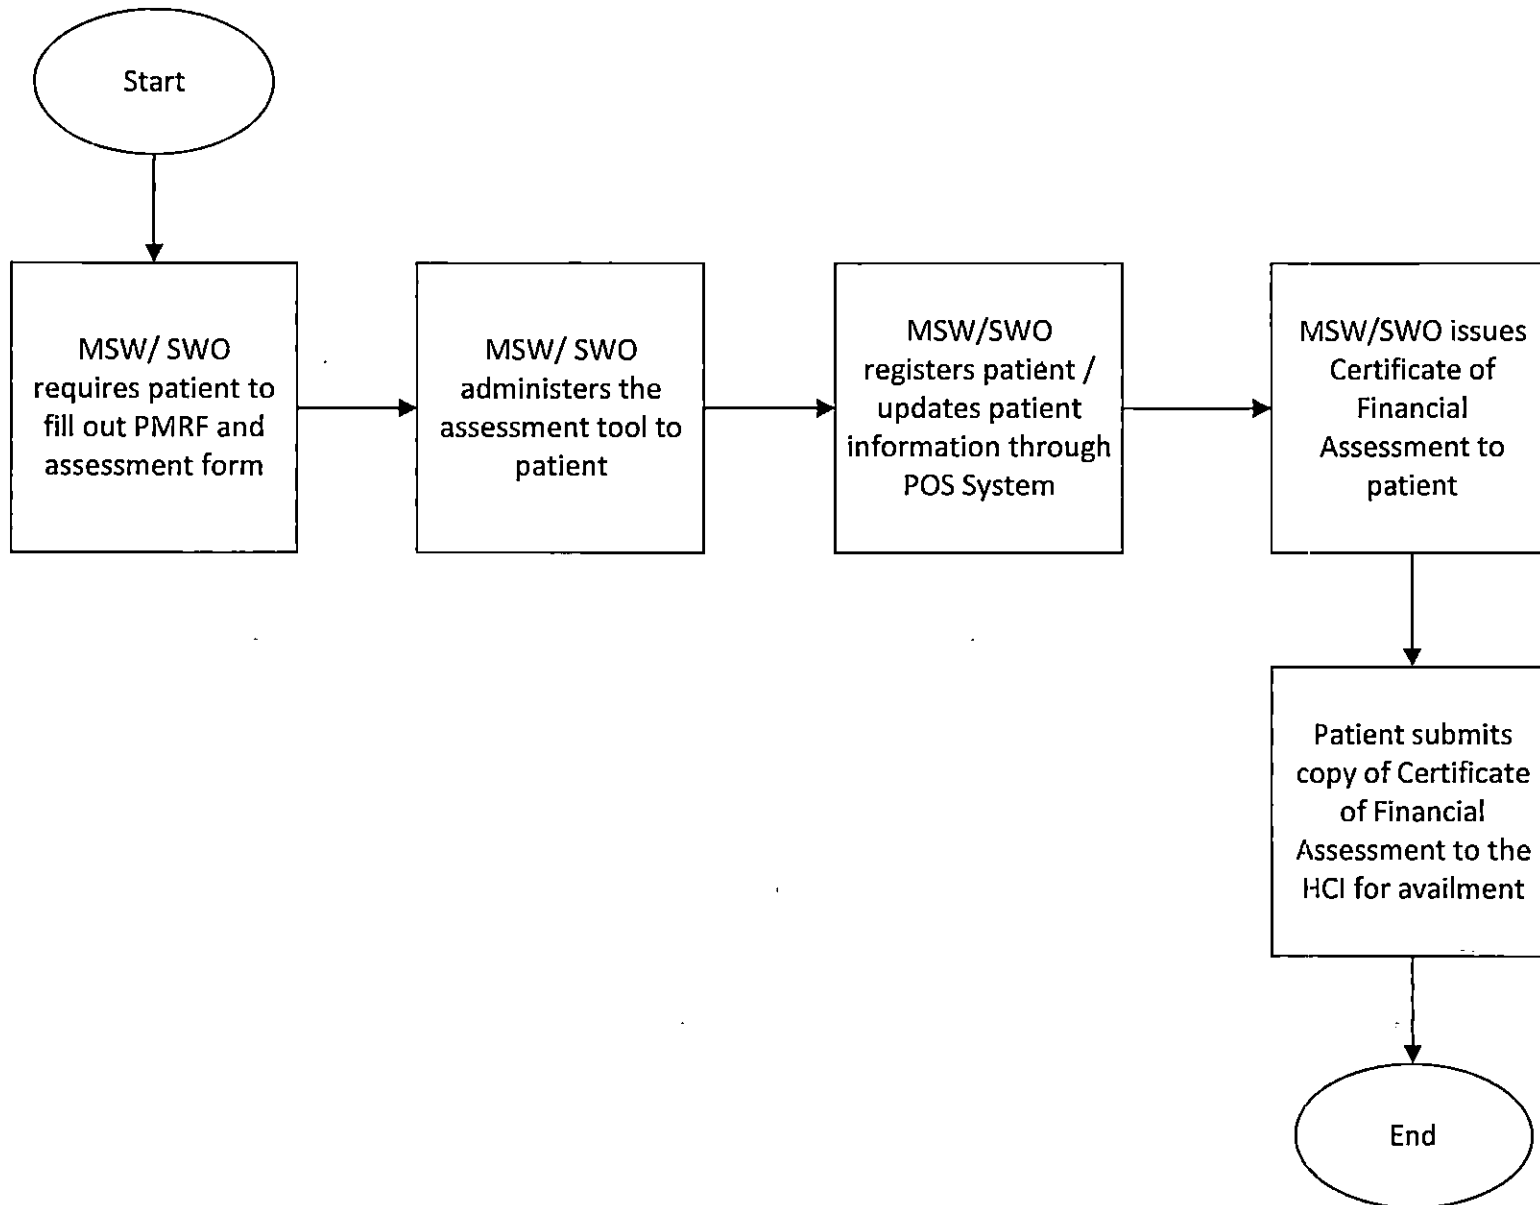 Start
MSW/ SWO
requires patient to
fill out PMRF and
assessment form
MSW/ SWO
administers the
assessment tool to
patient
MSW/SWO
registers patient /
updates patient
information through
POS System
MSW/SWO issues
Certificate of
Financial
Assessment to
patient
Patient submits
copy of Certificate
of Financial
Assessment to the
HCI for availment
End